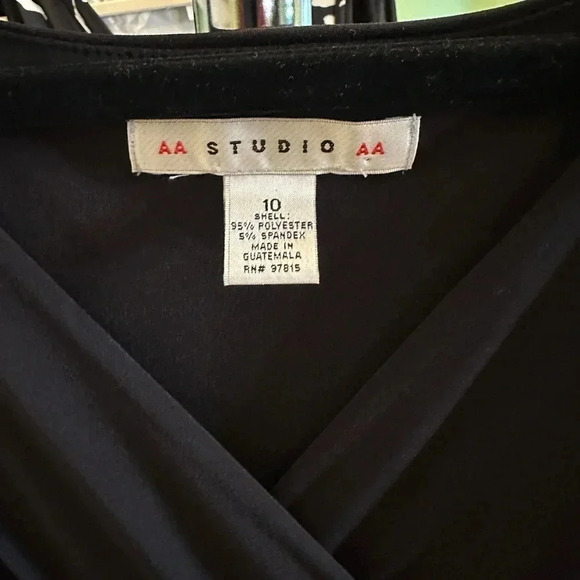 AA STUDIO AA
10
SHELL:
95% POLYESTER
5% SPANDEX
MADE IN
GUATEMALA
RN# 97815